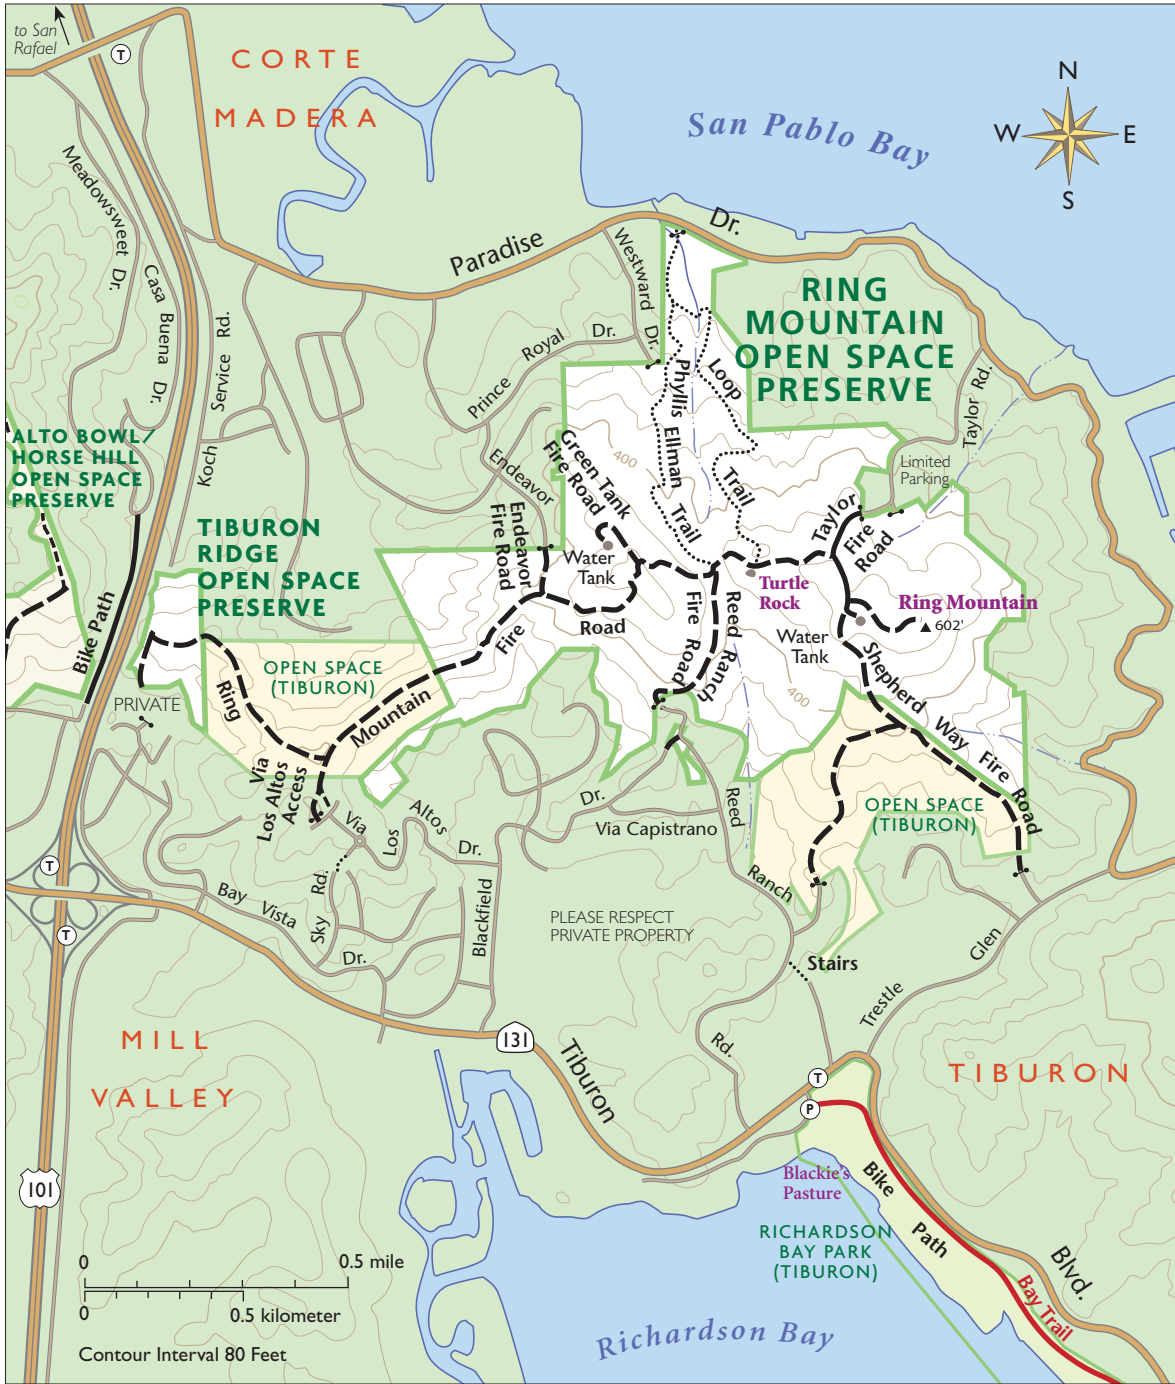 to San
Rafael
T
CORTE
MADERA
San Pablo Bay
N
W
E
S
Meadowsweet Dr.
Casa Buena Dr.
Koch Service Rd.
Paradise
Dr.
Westward Dr.
Prince Royal Dr.
RING
MOUNTAIN
OPEN SPACE
PRESERVE
Phyllis Ellman Trail
Loop Trail
Taylor Rd.
Limited
Parking
ALTO BOWL/
HORSE HILL
OPEN SPACE
PRESERVE
Endeavor
Green Tank
Fire Road
400
Endeavor
Fire Road
TIBURON
RIDGE
OPEN SPACE
PRESERVE
Water
Tank
Taylor
Fire
Road
Turtle
Rock
Ring Mountain
602'
Water
Tank
Bike Path
OPEN SPACE
(TIBURON)
PRIVATE
Ring
Mountain
Fire
Road
Reed Ranch
Fire Road
400
Shepherd Way Fire Road
Via
Los Altos
Access
Via Los Altos Dr.
Dr.
Via Capistrano
Reed
Ranch
Rd.
OPEN SPACE
(TIBURON)
T
T
Bay Vista
Dr.
Sky Rd.
Blackfield
PLEASE RESPECT
PRIVATE PROPERTY
Stairs
Trestle
Glen
MILL
VALLEY
131
Tiburon
Blvd.
TIBURON
T
P
Blackie's
Pasture
Bike
Path
Bay Trail
RICHARDSON
BAY PARK
(TIBURON)
101
0
0.5 mile
0
0.5 kilometer
Contour Interval 80 Feet
Richardson Bay